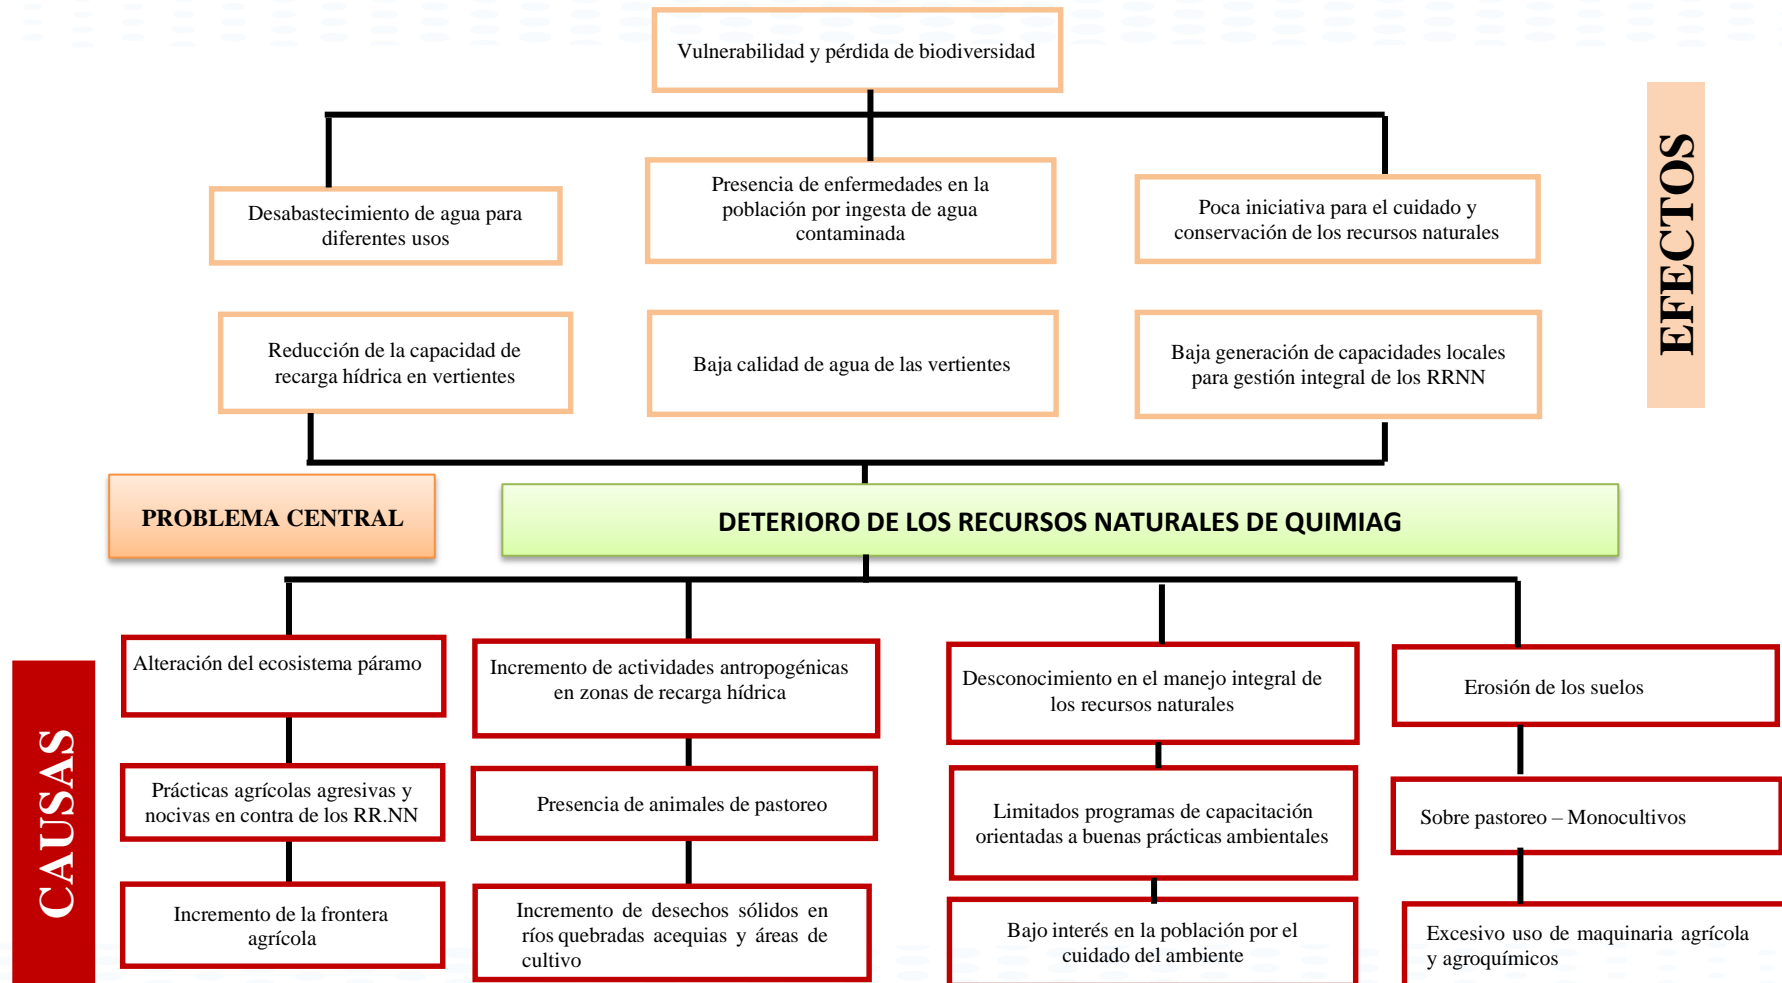 Vulnerabilidad y pérdida de biodiversidad
EFECTOS
Desabastecimiento de agua para
diferentes usos
Presencia de enfermedades en la
población por ingesta de agua
contaminada
Poca iniciativa para el cuidado y
conservación de los recursos naturales
Reducción de la capacidad de
recarga hídrica en vertientes
Baja calidad de agua de las vertientes
Baja generación de capacidades locales
para gestión integral de los RRNN
PROBLEMA CENTRAL
DETERIORO DE LOS RECURSOS NATURALES DE QUIMIAG
CAUSAS
Alteración del ecosistema páramo
Incremento de actividades antropogénicas
en zonas de recarga hídrica
Desconocimiento en el manejo integral de
los recursos naturales
Erosión de los suelos
Prácticas agrícolas agresivas y
nocivas en contra de los RR.NN
Presencia de animales de pastoreo
Limitados programas de capacitación
orientadas a buenas prácticas ambientales
Sobre pastoreo – Monocultivos
Incremento de la frontera
agrícola
Incremento de desechos sólidos en
ríos quebradas acequias y áreas de
cultivo
Bajo interés en la población por el
cuidado del ambiente
Excesivo uso de maquinaria agrícola
y agroquímicos